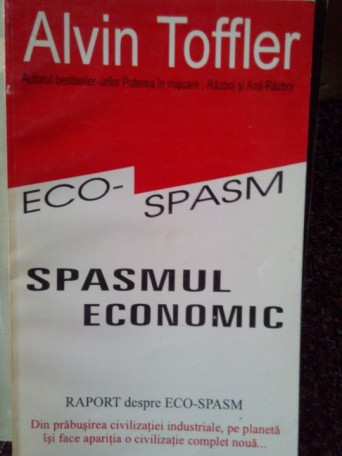 Alvin Toffler
Autorul bestseller-urilor Puterea în mişcare ; Război şi Anti-Război
ECO-
SPASM
SPASMUL
ECONOMIC
RAPORT despre ECO-SPASM
Din prăbuşirea civilizaţiei industriale, pe planetă
îşi face apariţia o civilizaţie complet nouă...